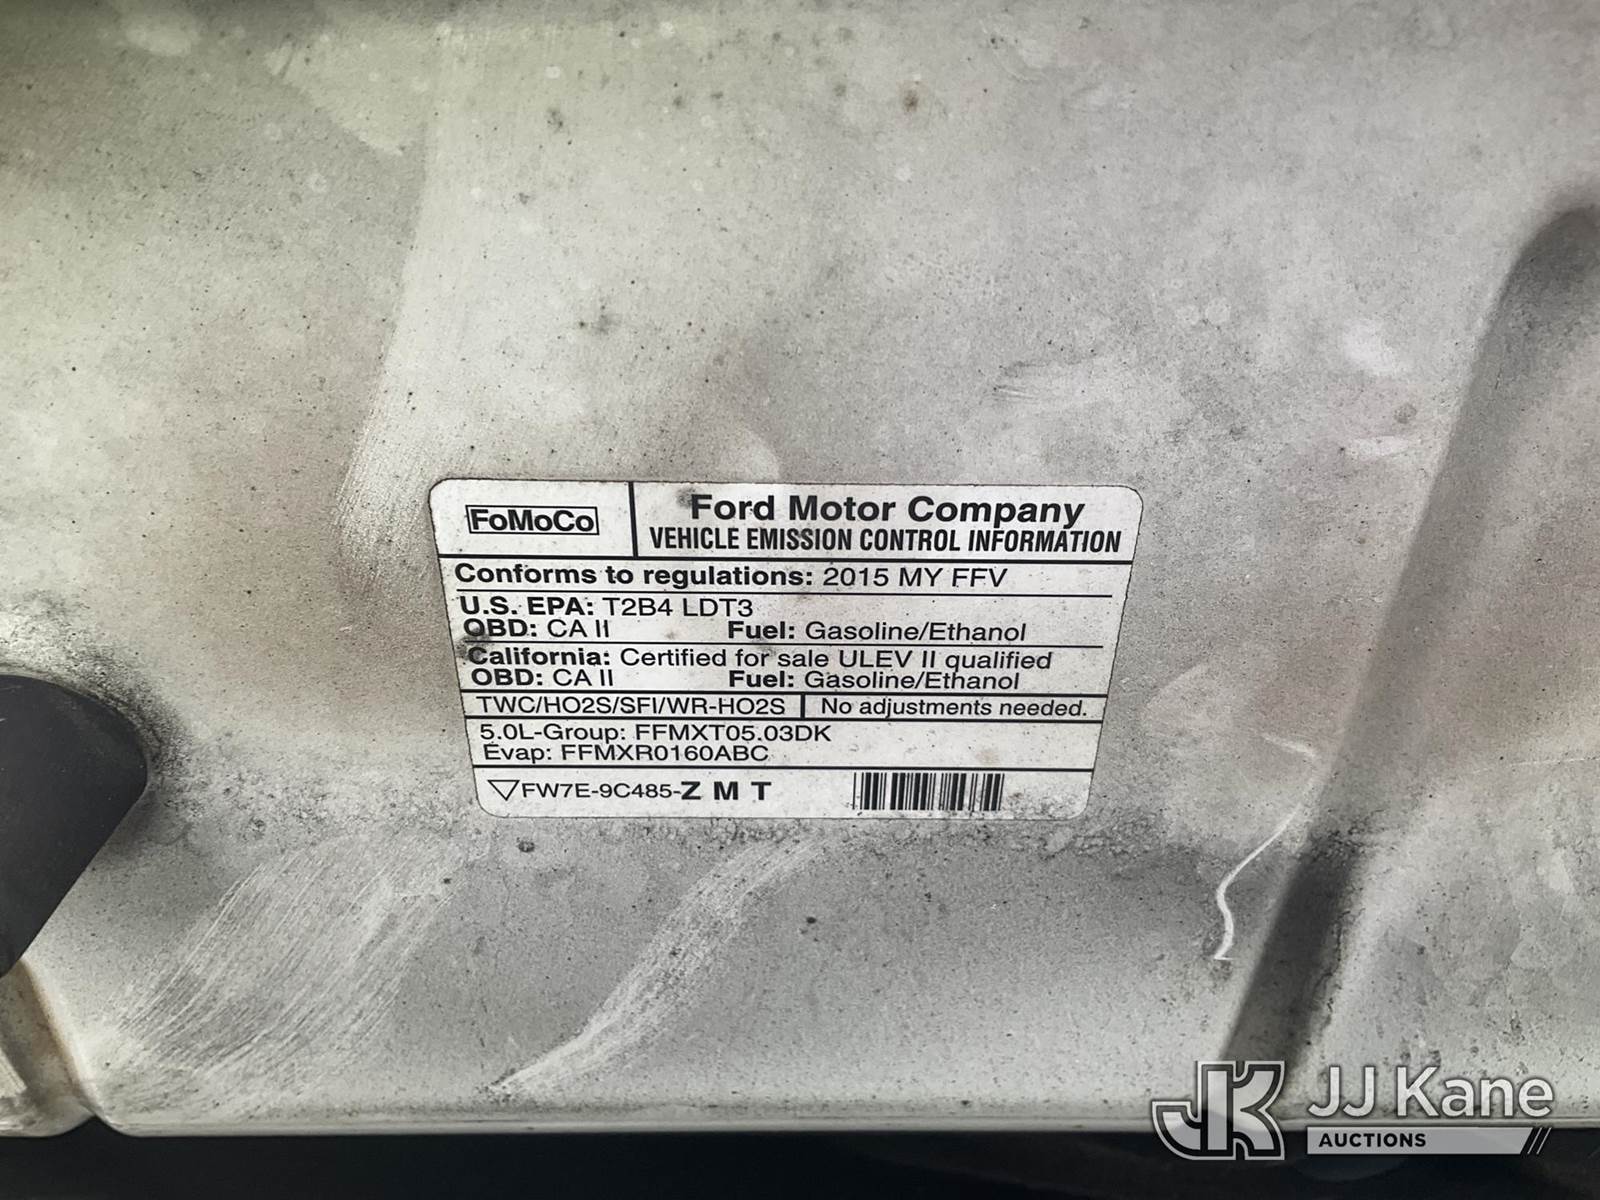 FoMoCo
Ford Motor Company
VEHICLE EMISSION CONTROL INFORMATION
Conforms to regulations: 2015 MY FFV
U.S. EPA: T2B4 LDT3
OBD: CA II Fuel: Gasoline/Ethanol
California: Certified for sale ULEV II qualified
OBD: CA II Fuel: Gasoline/Ethanol
TWC/HO2S/SFI/WR-HO2S No adjustments needed.
5.0L-Group: FFMXT05.03DK
Evap: FFMXR0160ABC
FW7E-9C485-Z M T
JK JJ Kane
AUCTIONS